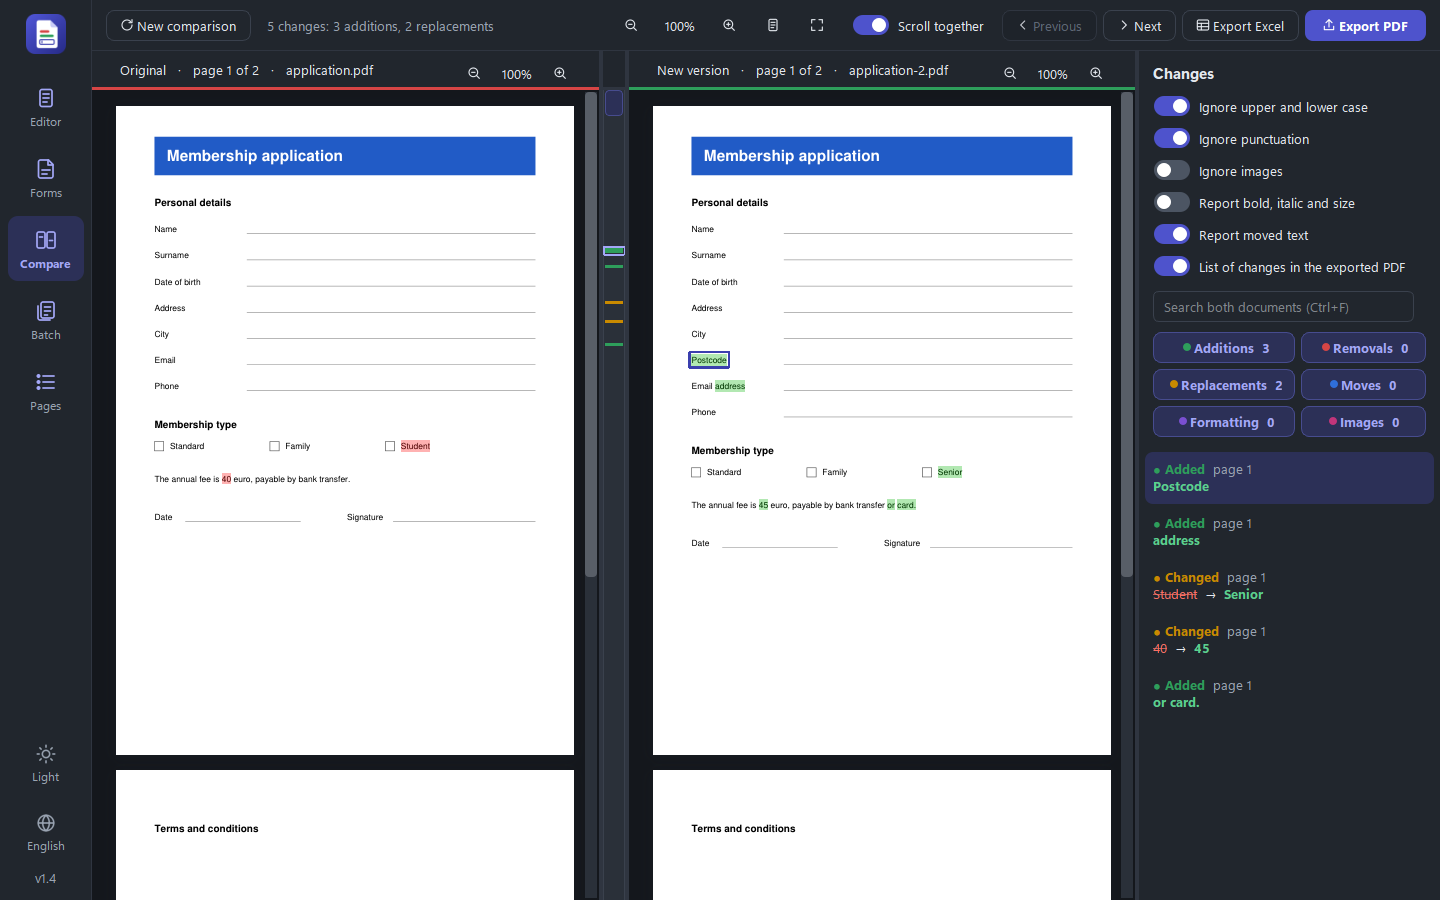 New comparison
5 changes: 3 additions, 2 replacements
100%
Scroll together
Previous
Next
Export Excel
Export PDF
Editor
Forms
Compare
Batch
Pages
Light
English
v1.4
Original · page 1 of 2 · application.pdf
100%
Membership application
Personal details
Name
Surname
Date of birth
Address
City
Email
Phone
Membership type
Standard
Family
Student
The annual fee is 40 euro, payable by bank transfer.
Date
Signature
Terms and conditions
New version · page 1 of 2 · application-2.pdf
100%
Membership application
Personal details
Name
Surname
Date of birth
Address
City
Postcode
Email address
Phone
Membership type
Standard
Family
Senior
The annual fee is 45 euro, payable by bank transfer or card.
Date
Signature
Terms and conditions
Changes
Ignore upper and lower case
Ignore punctuation
Ignore images
Report bold, italic and size
Report moved text
List of changes in the exported PDF
Search both documents (Ctrl+F)
Additions 3
Removals 0
Replacements 2
Moves 0
Formatting 0
Images 0
Added page 1
Postcode
Added page 1
address
Changed page 1
Student → Senior
Changed page 1
40 → 45
Added page 1
or card.